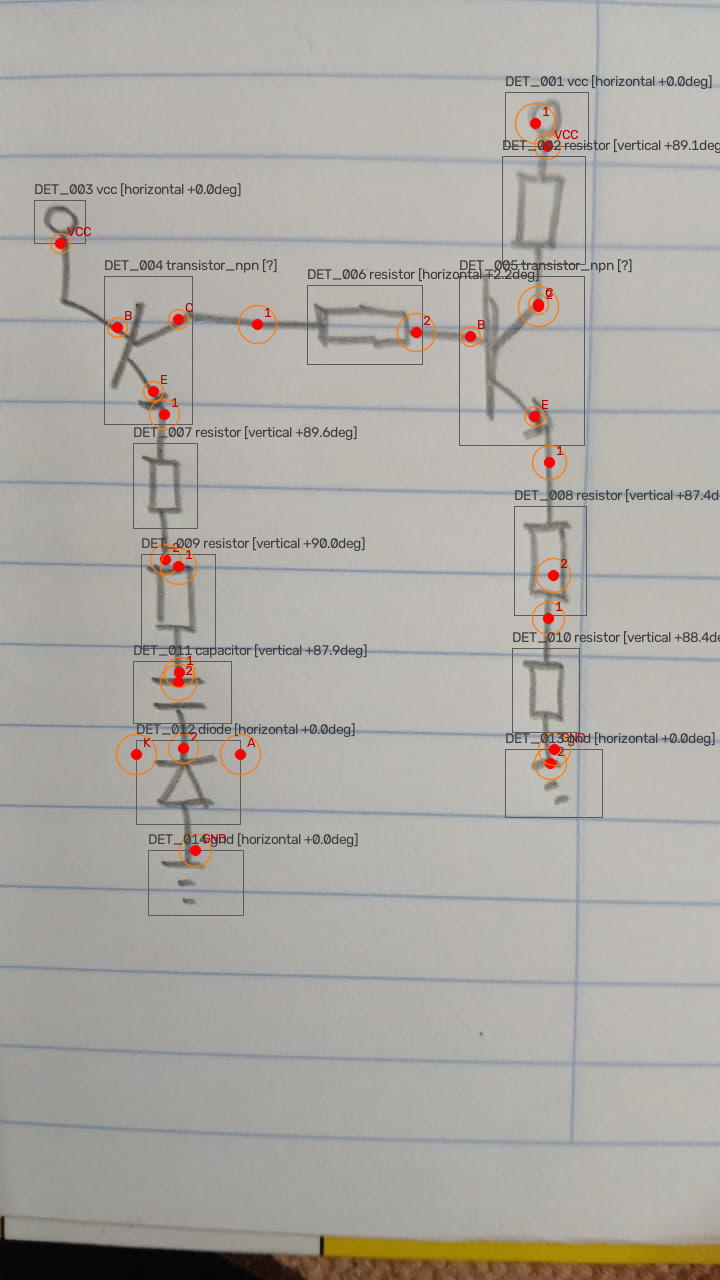 DET_001 vcc [horizontal +0.0deg]
1
VCC
DET_002 resistor [vertical +89.1deg
DET_003 vcc [horizontal +0.0deg]
VCC
DET_004 transistor_npn [?]
DET_005 transistor_npn [?]
DET_006 resistor [horizontal +2.2deg]
B
C
1
2
B
E
1
E
1
DET_007 resistor [vertical +89.6deg]
DET_008 resistor [vertical +87.4d
DET_009 resistor [vertical +90.0deg]
2
1
2
1
DET_010 resistor [vertical +88.4de
DET_011 capacitor [vertical +87.9deg]
1
2
DET_012 diode [horizontal +0.0deg]
K
2
A
DET_013 gnd [horizontal +0.0deg]
GND
2
DET_014 gnd [horizontal +0.0deg]
GND